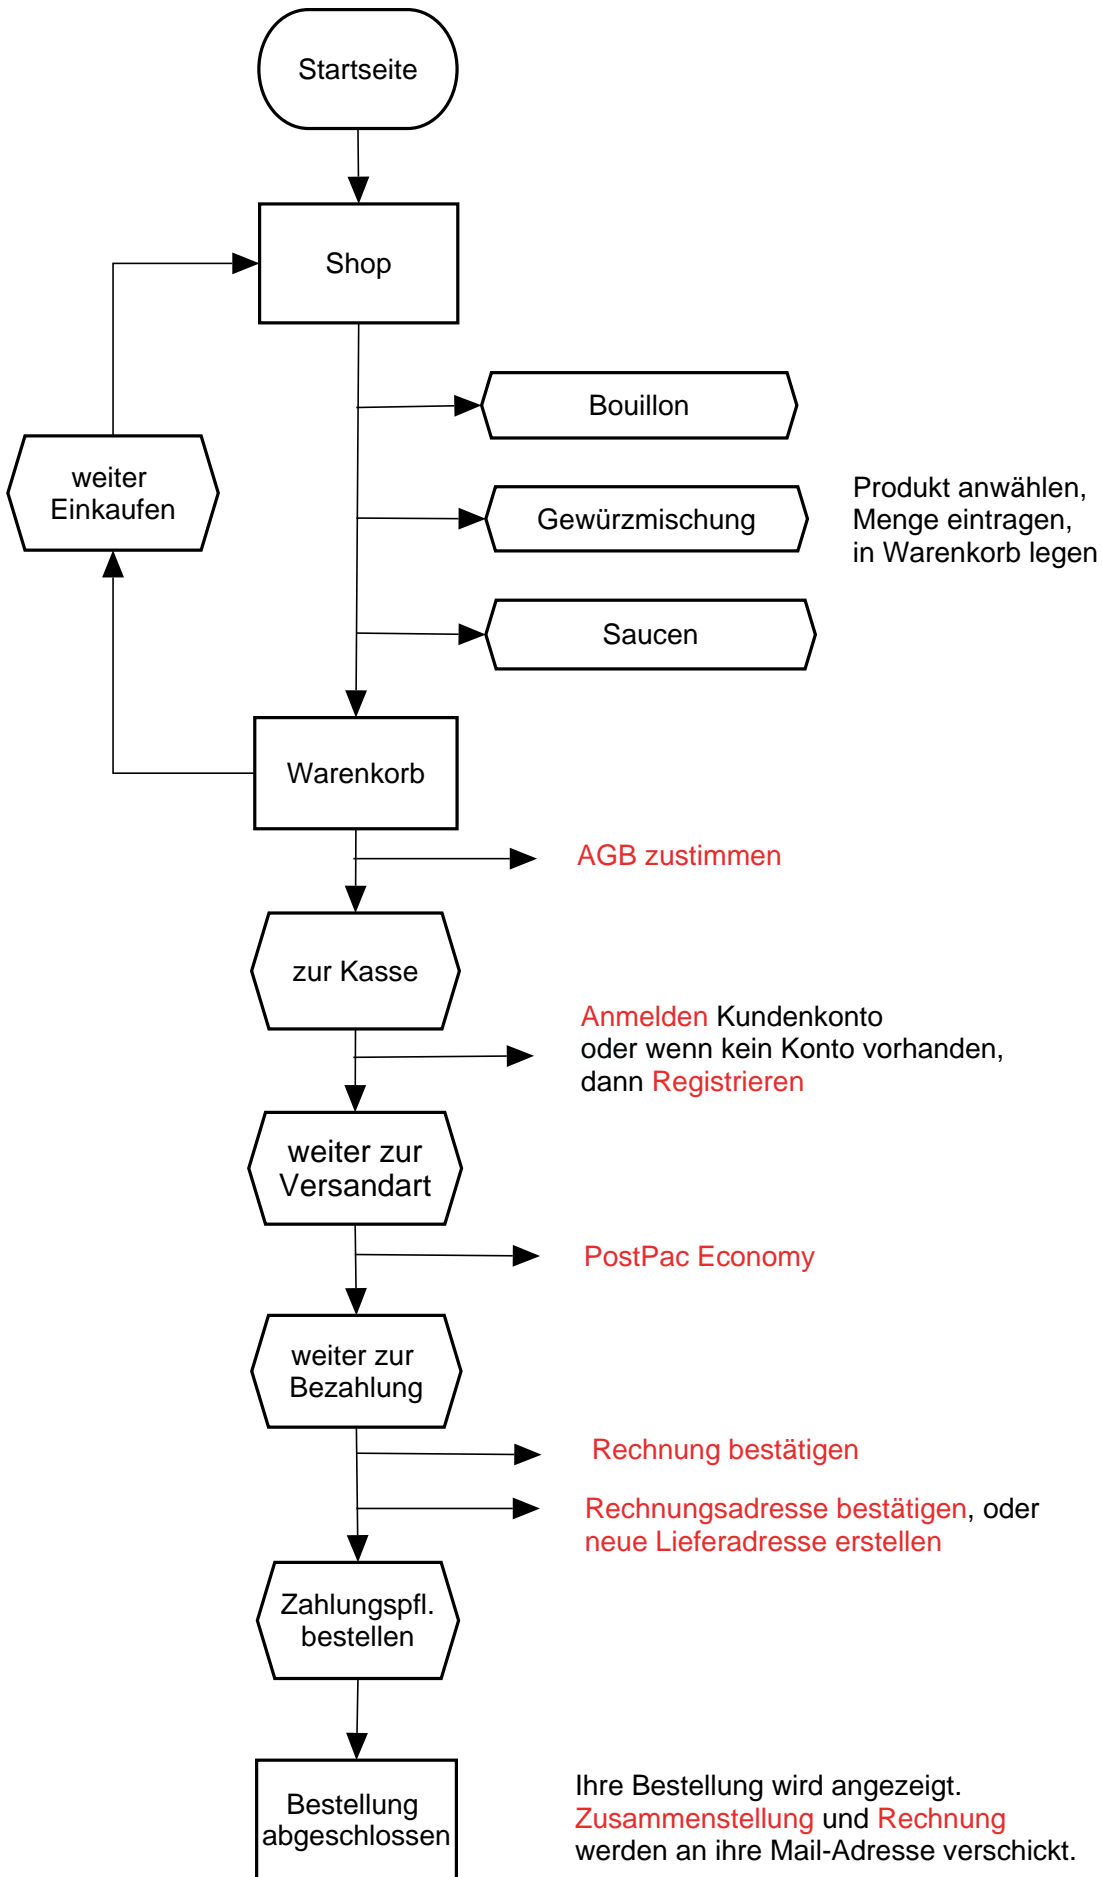 Startseite
Shop
Bouillon
weiter
Einkaufen
Gewürzmischung
Produkt anwählen,
Menge eintragen,
in Warenkorb legen
Saucen
Warenkorb
AGB zustimmen
zur Kasse
Anmelden Kundenkonto
oder wenn kein Konto vorhanden,
dann Registrieren
weiter zur
Versandart
PostPac Economy
weiter zur
Bezahlung
Rechnung bestätigen
Rechnungsadresse bestätigen, oder
neue Lieferadresse erstellen
Zahlungspfl.
bestellen
Bestellung
abgeschlossen
Ihre Bestellung wird angezeigt.
Zusammenstellung und Rechnung
werden an ihre Mail-Adresse verschickt.